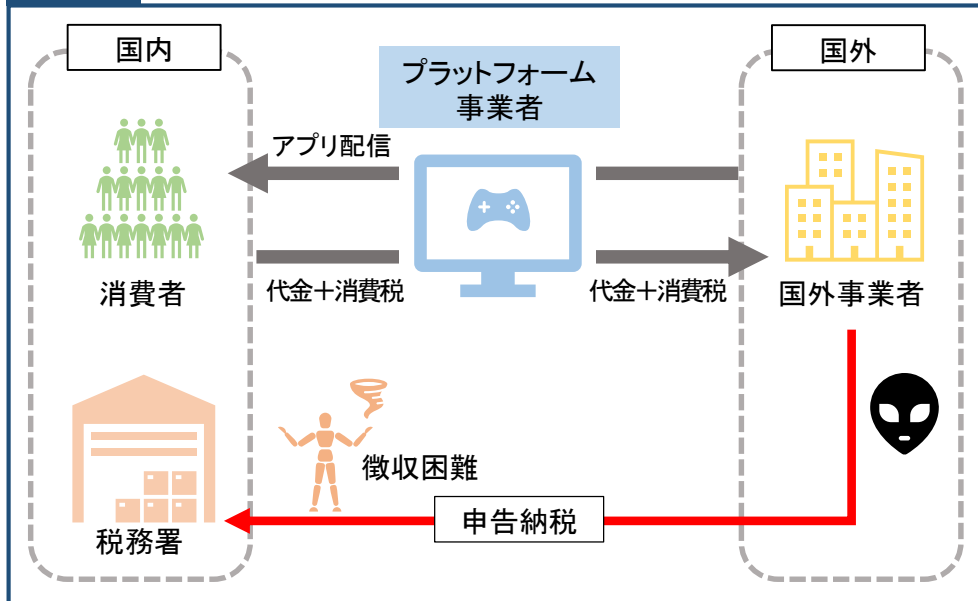 国内
プラットフォーム
事業者
国外
アプリ配信
代金＋消費税
代金＋消費税
消費者
国外事業者
徴収困難
申告納税
税務署